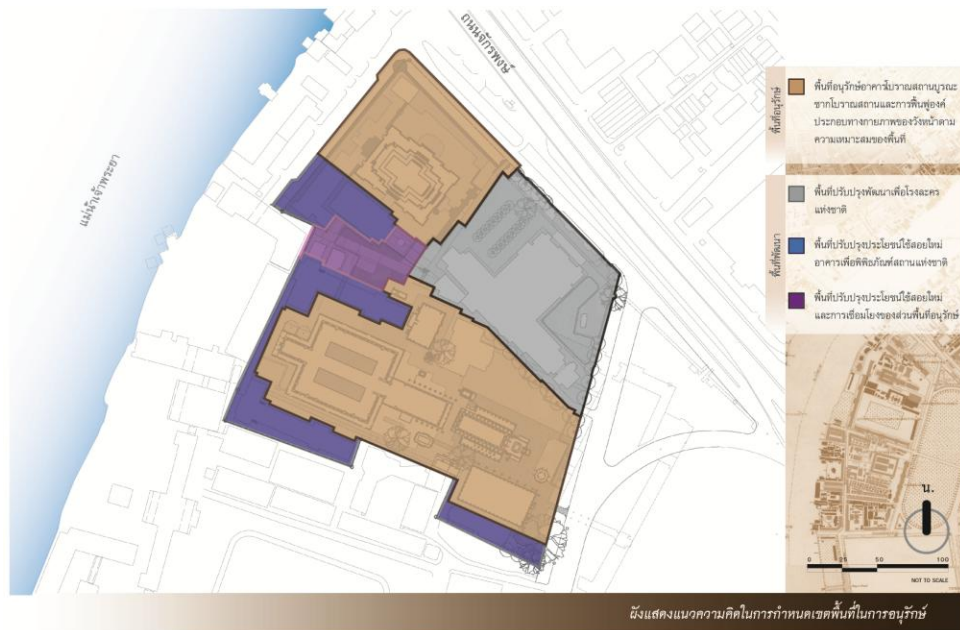 ถนนจักรพงษ์
แม่น้ำเจ้าพระยา
พื้นที่อนุรักษ์
พื้นที่อนุรักษ์อาคารโบราณสถานบูรณะ
ซากโบราณสถานและการฟื้นฟูองค์
ประกอบทางกายภาพของวังหน้าตาม
ความเหมาะสมของพื้นที่
พื้นที่พัฒนา
พื้นที่ปรับปรุงพัฒนาเพื่อโรงละคร
แห่งชาติ
พื้นที่ปรับปรุงประโยชน์ใช้สอยใหม่
อาคารเพื่อพิพิธภัณฑ์สถานแห่งชาติ
พื้นที่ปรับปรุงประโยชน์ใช้สอยใหม่
และการเชื่อมโยงของส่วนพื้นที่อนุรักษ์
น.
0 25 50 100
NOT TO SCALE
ผังแสดงแนวความคิดในการกำหนดเขตพื้นที่ในการอนุรักษ์